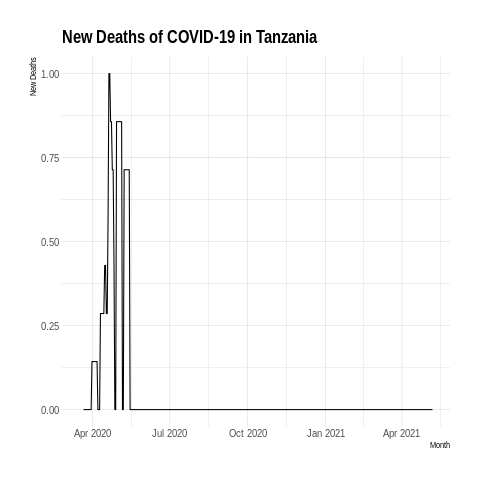 New Deaths of COVID-19 in Tanzania
New Deaths
1.00
0.75
0.50
0.25
0.00
Apr 2020 Jul 2020 Oct 2020 Jan 2021 Apr 2021
Month